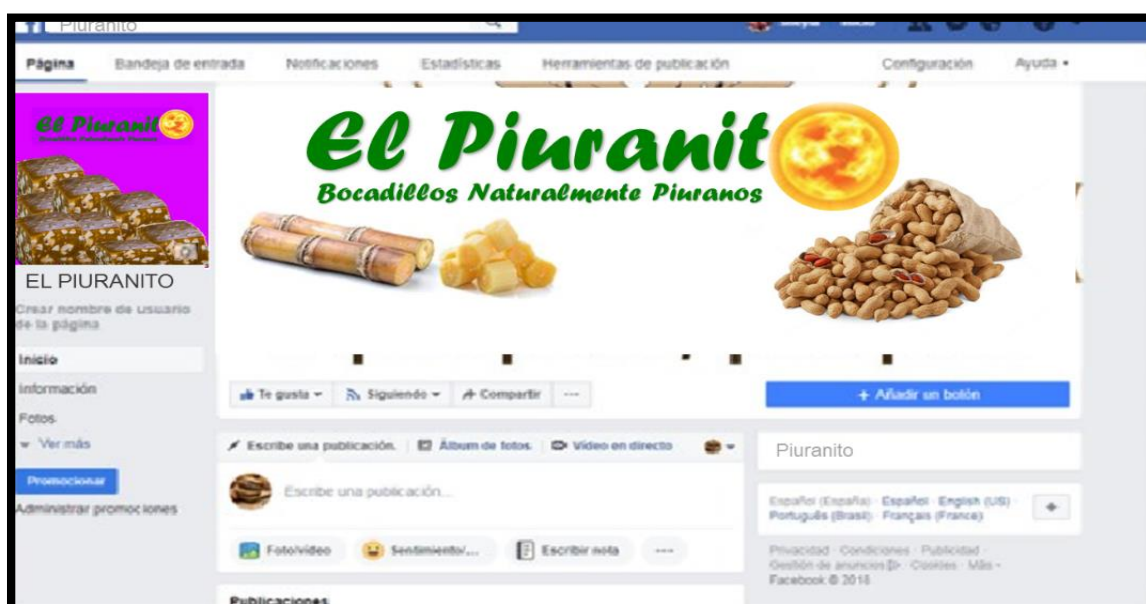 Piuranito
Página Bandeja de entrada Notificaciones Estadísticas Herramientas de publicación Configuración Ayuda
El Piuranit
El Piuranit
Bocadillos Naturalmente Piuranos
EL PIURANITO
Crear nombre de usuario
de la página
Inicio
Información
Fotos
Ver más
Promocionar
Administrar promociones
Te gusta Siguiendo Compartir ...
+ Añadir un botón
Escribe una publicación. Álbum de fotos. Vídeo en directo
Escribe una publicación...
Foto/vídeo Sentimiento/... Escribir nota ...
Publicaciones
Piuranito
Español (España) · Español · English (US) ·
Português (Brasil) · Français (France)
+
Privacidad · Condiciones · Publicidad ·
Gestión de anuncios · Cookies · Más
Facebook © 2018